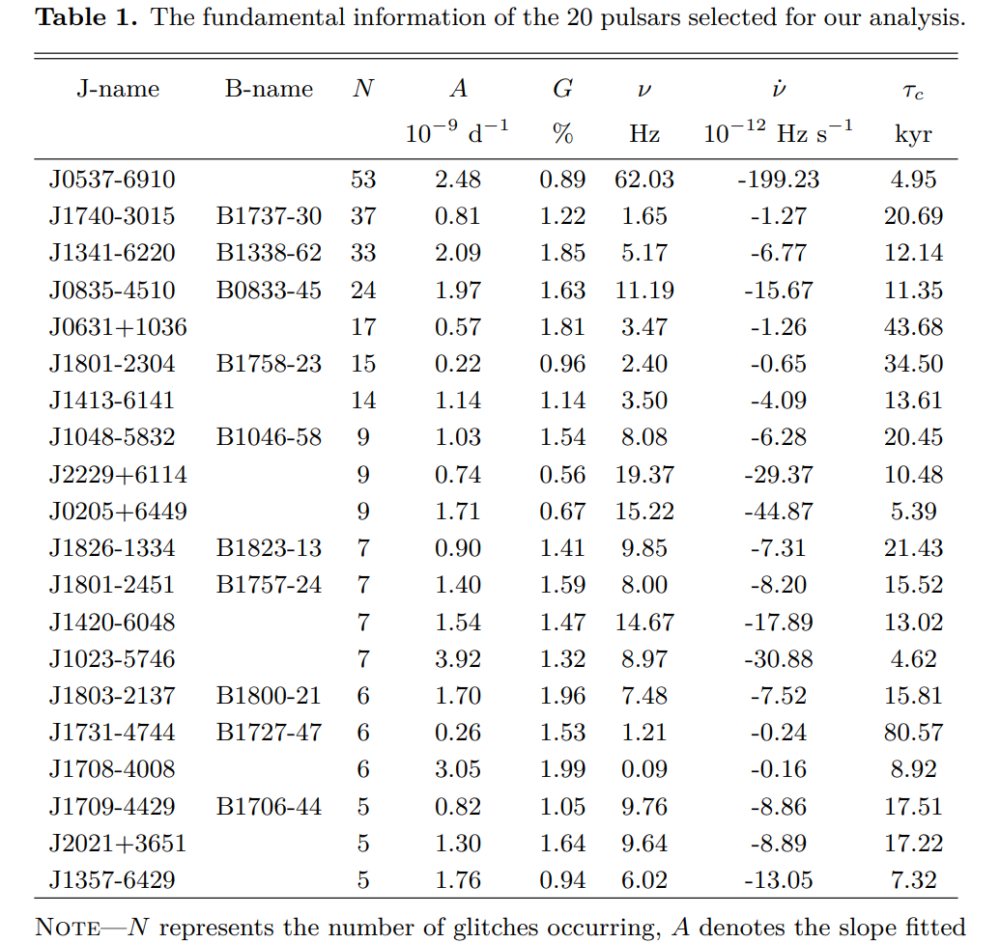 Table 1. The fundamental information of the 20 pulsars selected for our analysis.
J-name B-name N A G ν ν̇ τc
10⁻⁹ d⁻¹ % Hz 10⁻¹² Hz s⁻¹ kyr
J0537-6910 53 2.48 0.89 62.03 -199.23 4.95
J1740-3015 B1737-30 37 0.81 1.22 1.65 -1.27 20.69
J1341-6220 B1338-62 33 2.09 1.85 5.17 -6.77 12.14
J0835-4510 B0833-45 24 1.97 1.63 11.19 -15.67 11.35
J0631+1036 17 0.57 1.81 3.47 -1.26 43.68
J1801-2304 B1758-23 15 0.22 0.96 2.40 -0.65 34.50
J1413-6141 14 1.14 1.14 3.50 -4.09 13.61
J1048-5832 B1046-58 9 1.03 1.54 8.08 -6.28 20.45
J2229+6114 9 0.74 0.56 19.37 -29.37 10.48
J0205+6449 9 1.71 0.67 15.22 -44.87 5.39
J1826-1334 B1823-13 7 0.90 1.41 9.85 -7.31 21.43
J1801-2451 B1757-24 7 1.40 1.59 8.00 -8.20 15.52
J1420-6048 7 1.54 1.47 14.67 -17.89 13.02
J1023-5746 7 3.92 1.32 8.97 -30.88 4.62
J1803-2137 B1800-21 6 1.70 1.96 7.48 -7.52 15.81
J1731-4744 B1727-47 6 0.26 1.53 1.21 -0.24 80.57
J1708-4008 6 3.05 1.99 0.09 -0.16 8.92
J1709-4429 B1706-44 5 0.82 1.05 9.76 -8.86 17.51
J2021+3651 5 1.30 1.64 9.64 -8.89 17.22
J1357-6429 5 1.76 0.94 6.02 -13.05 7.32
NOTE—N represents the number of glitches occurring, A denotes the slope fitted